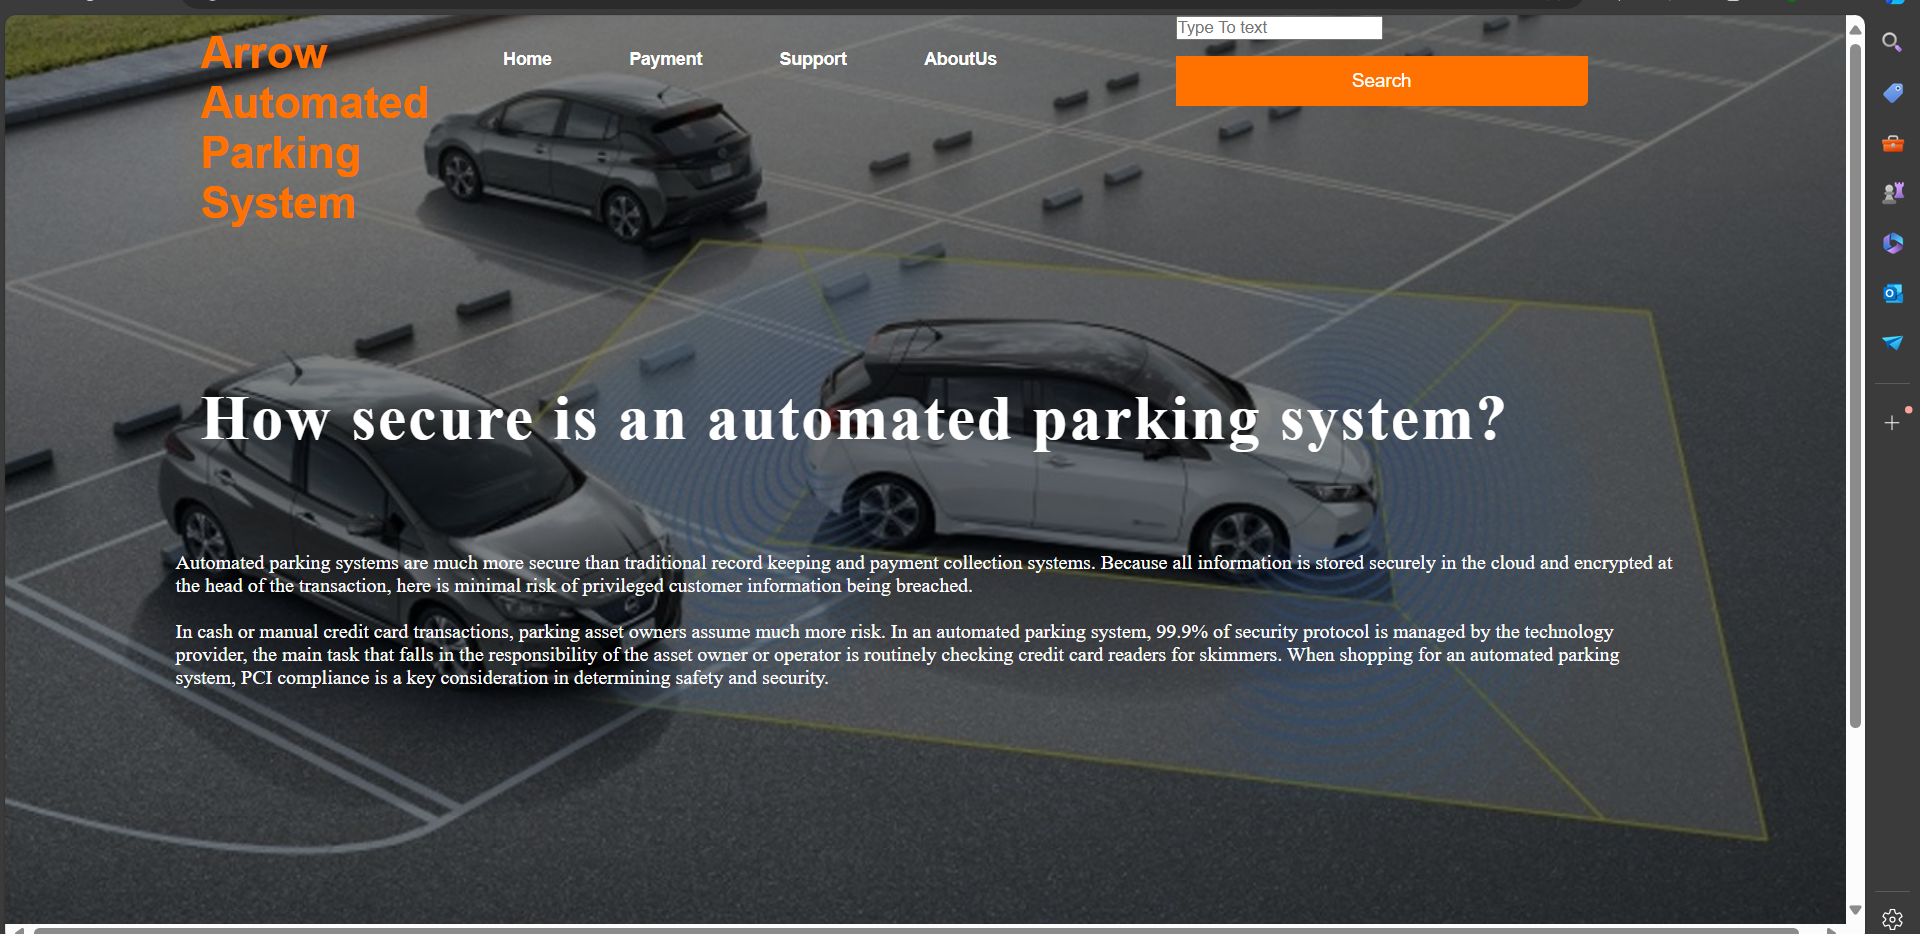 Arrow
Automated
Parking
System
Home
Payment
Support
AboutUs
Type To text
Search
How secure is an automated parking system?
Automated parking systems are much more secure than traditional record keeping and payment collection systems. Because all information is stored securely in the cloud and encrypted at
the head of the transaction, here is minimal risk of privileged customer information being breached.
In cash or manual credit card transactions, parking asset owners assume much more risk. In an automated parking system, 99.9% of security protocol is managed by the technology
provider, the main task that falls in the responsibility of the asset owner or operator is routinely checking credit card readers for skimmers. When shopping for an automated parking
system, PCI compliance is a key consideration in determining safety and security.